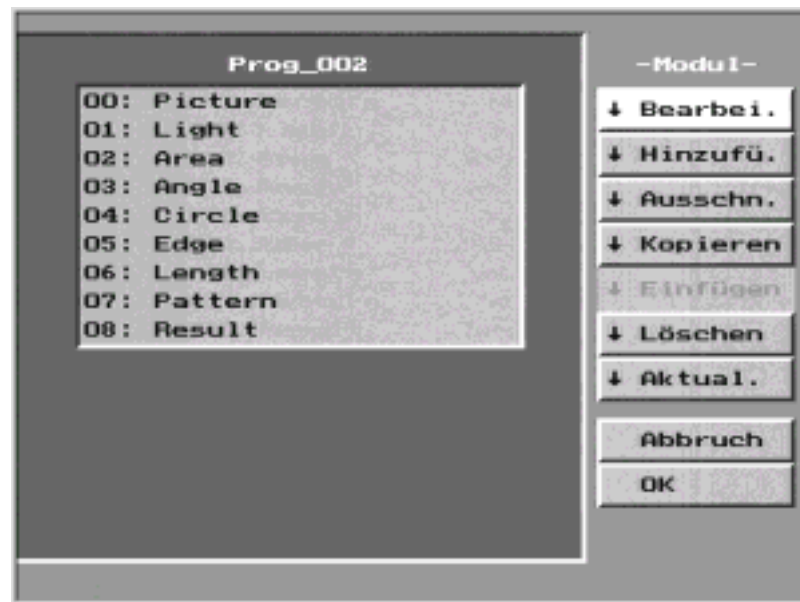 Prog_002
00: Picture
01: Light
02: Area
03: Angle
04: Circle
05: Edge
06: Length
07: Pattern
08: Result
-Modul-
↓ Bearbei.
↓ Hinzufü.
↓ Ausschn.
↓ Kopieren
↓ Einfügen
↓ Löschen
↓ Aktual.
Abbruch
OK